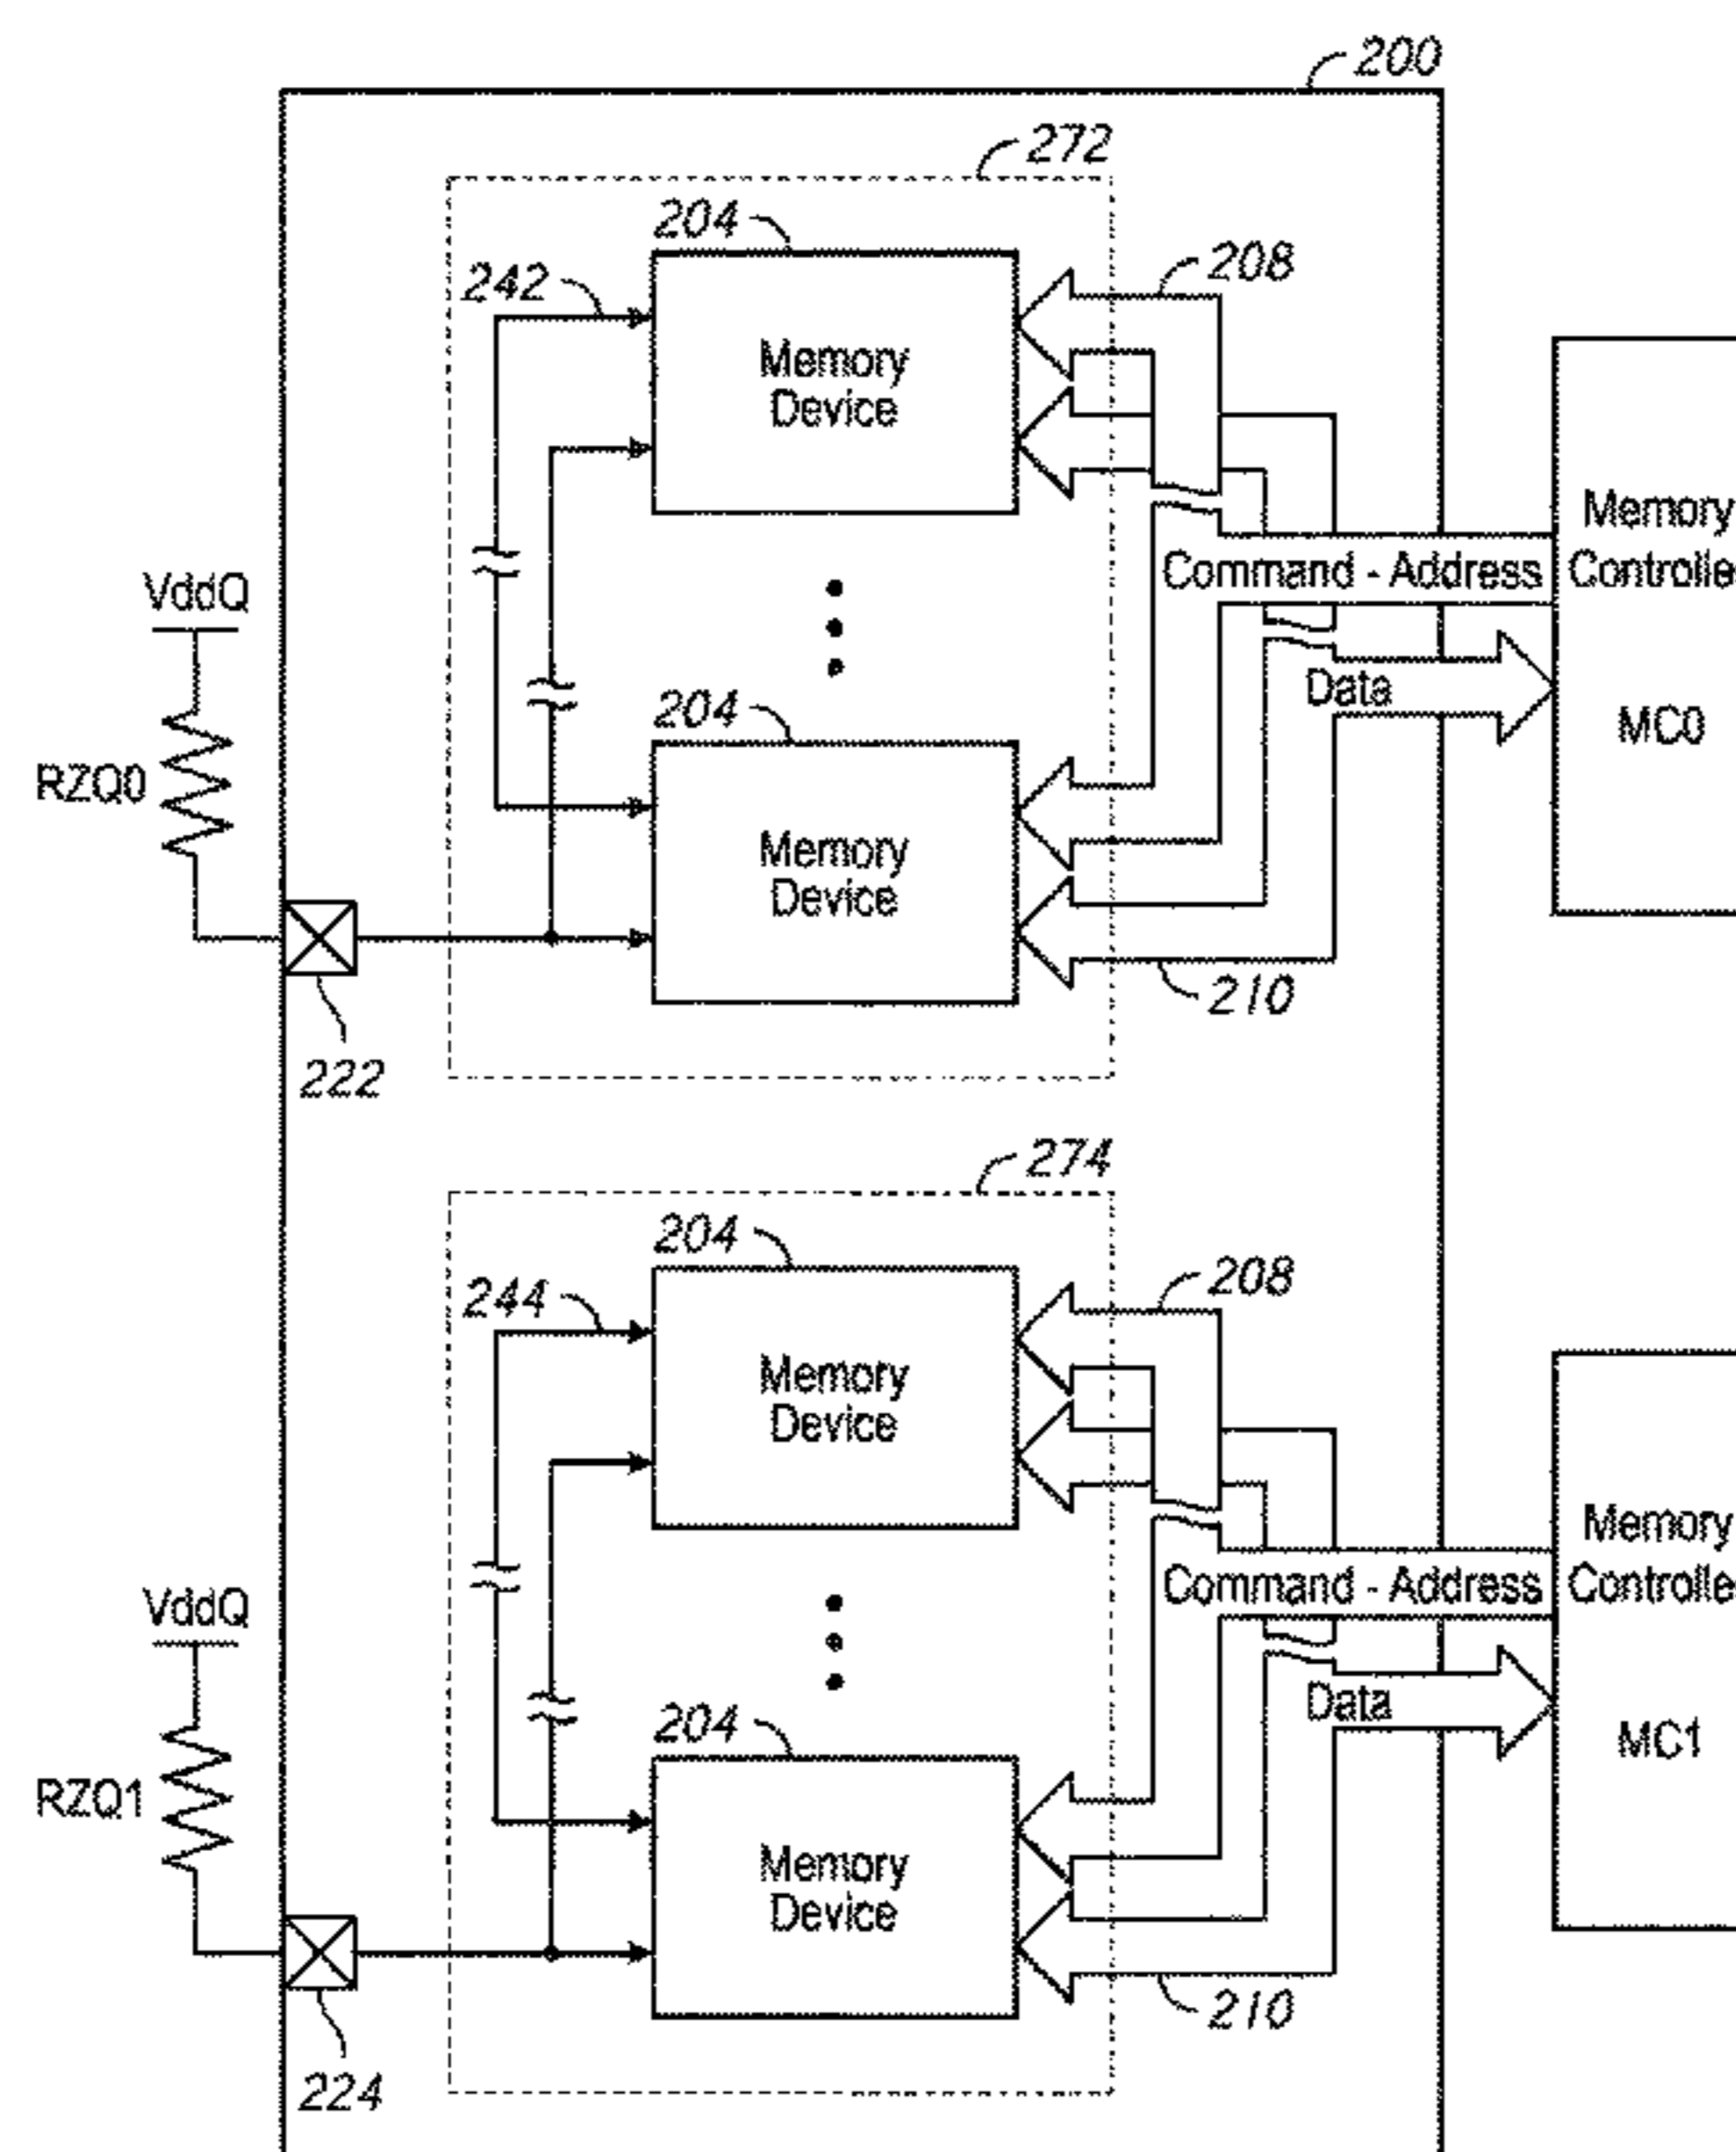 200
272
204
242
208
Memory
Device
Memory
Controlle
VddQ
Command - Address
Data
204
MC0
RZQ0
Memory
Device
210
222
274
204
244
208
Memory
Device
Memory
Controlle
VddQ
Command - Address
Data
204
MC1
RZQ1
Memory
Device
210
224